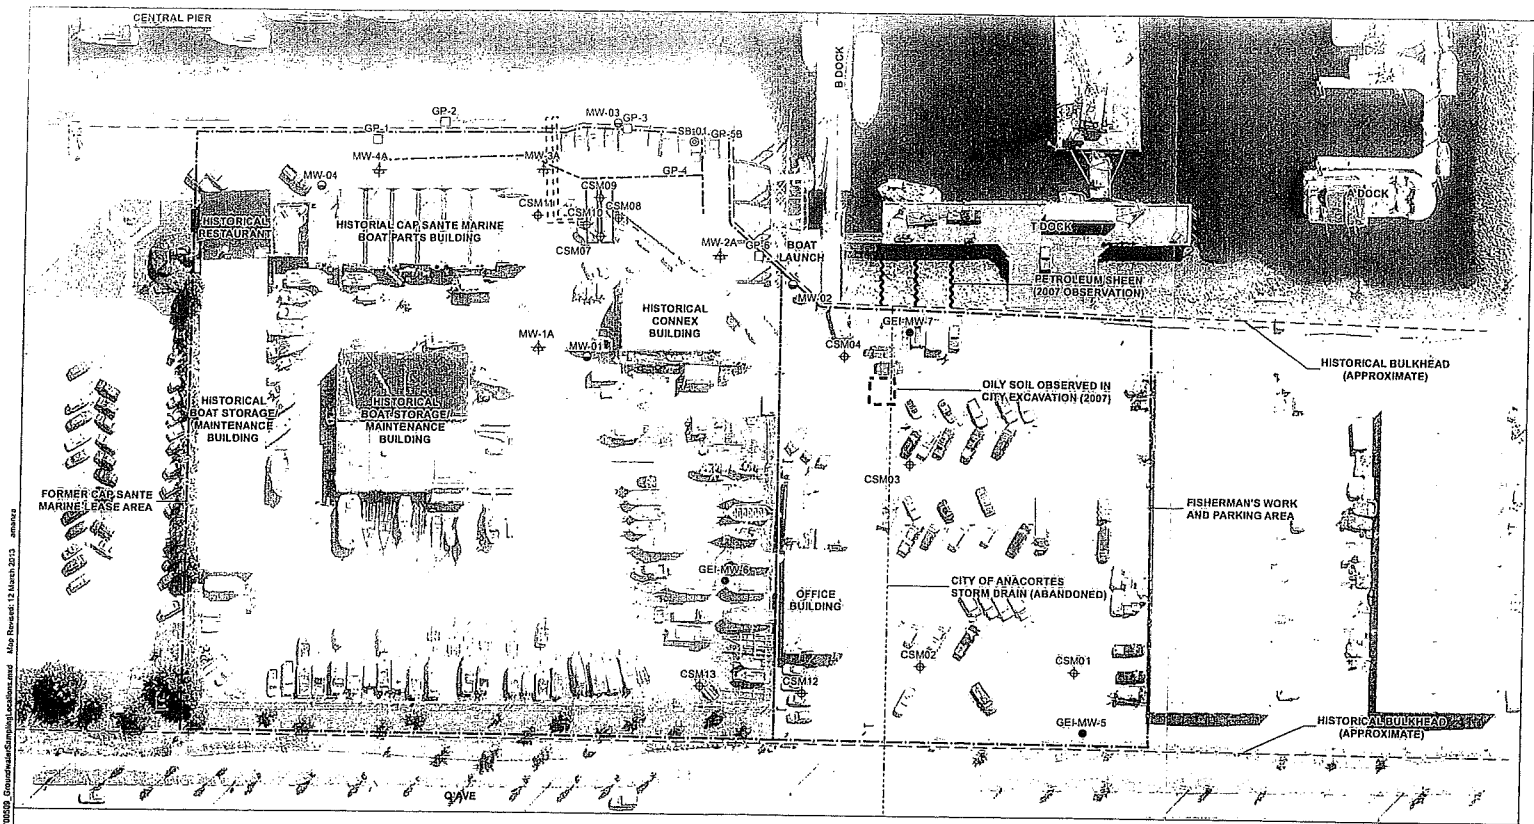 CENTRAL PIER
B DOCK
GP-2
MW-03
GP-3
GP-1
SB-01
GP-5B
MW-4A
MW-3A
GP-4
MW-04
CSM09
A DOCK
CSM11
CSM10
CSM08
HISTORICAL
RESTAURANT
HISTORIAL CAP SANTE MARINE
BOAT PARTS BUILDING
T DOCK
CSM07
MW-2A
GP-6
BOAT
LAUNCH
PETROLEUM SHEEN
(2007 OBSERVATION)
MW-02
HISTORICAL
CONNEX
BUILDING
GEI-MW-7
MW-1A
CSM04
MW-01
HISTORICAL BULKHEAD
(APPROXIMATE)
OILY SOIL OBSERVED IN
CITY EXCAVATION (2007)
HISTORICAL
BOAT STORAGE
MAINTENANCE
BUILDING
HISTORICAL
BOAT STORAGE/
MAINTENANCE
BUILDING
CSM03
FORMER CAP SANTE
MARINE LEASE AREA
FISHERMAN'S WORK
AND PARKING AREA
GEI-MW-6
CITY OF ANACORTES
STORM DRAIN (ABANDONED)
OFFICE
BUILDING
CSM02
CSM01
CSM13
CSM12
GEI-MW-5
HISTORICAL BULKHEAD
(APPROXIMATE)
Q AVE
Map Revised: 12 March 2013 amanza